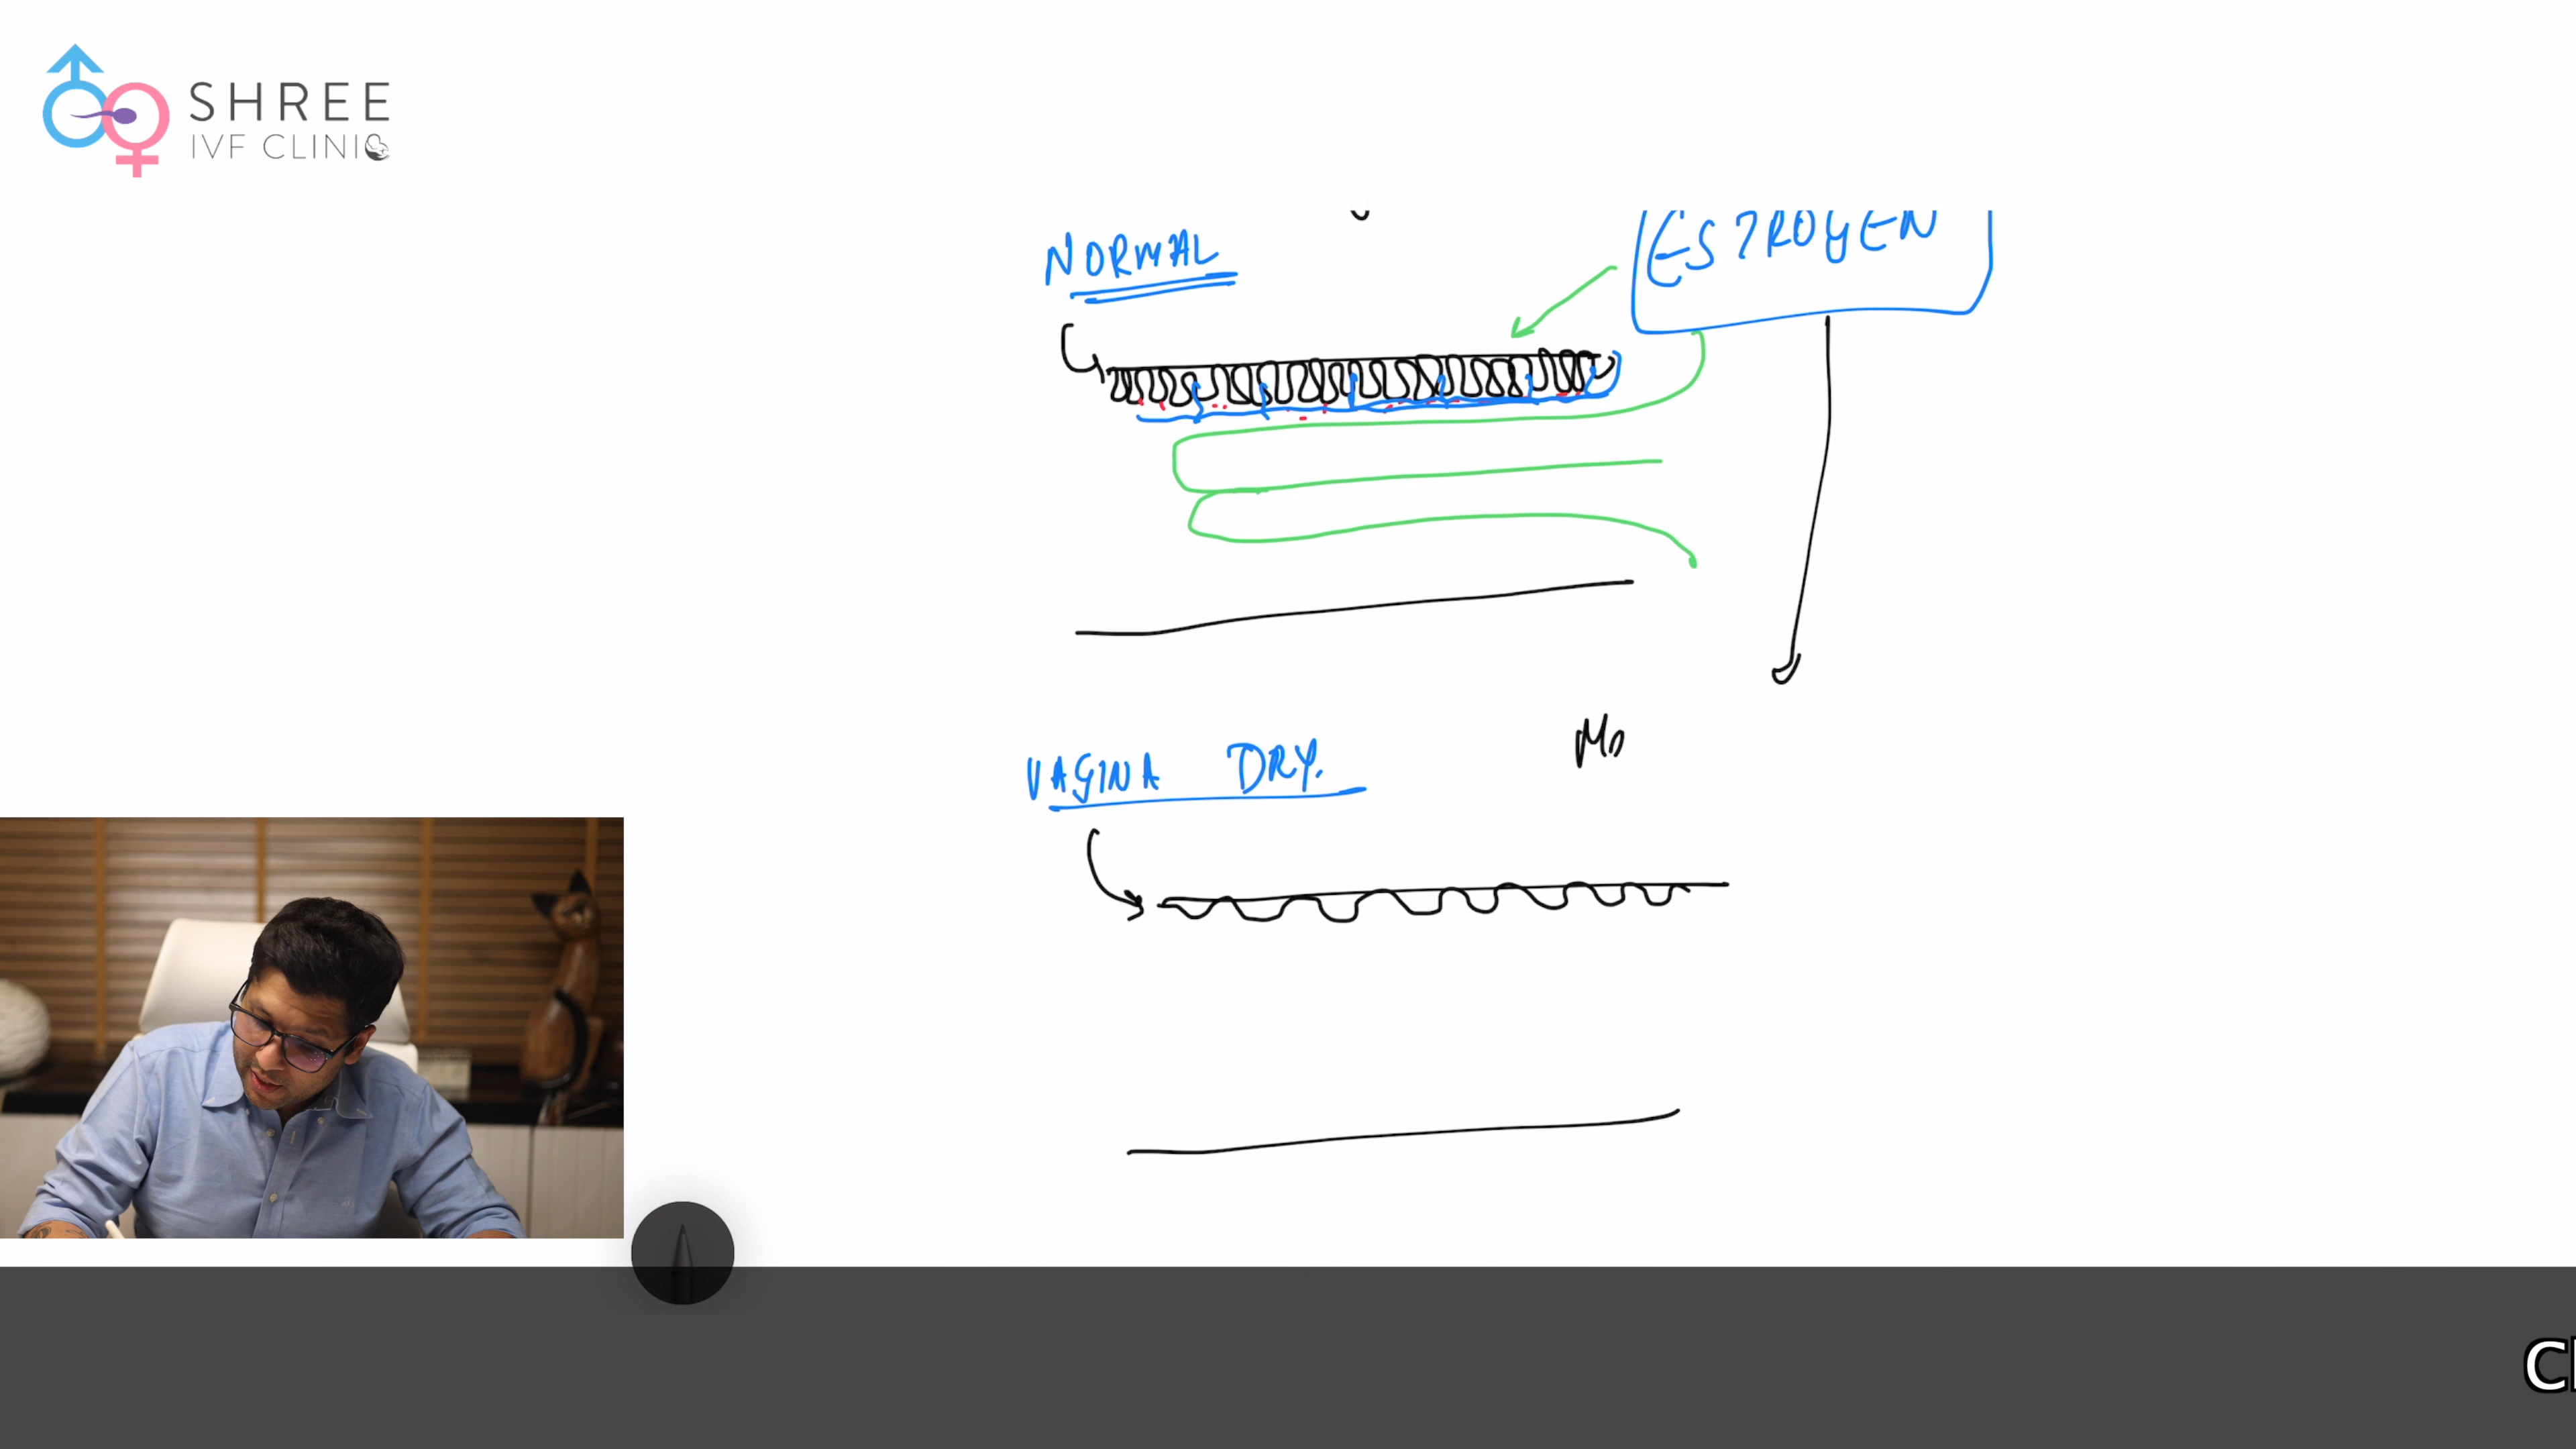 SHREE
IVF CLINIC
ESTROGEN
NORMAL
VAGINA DRY.